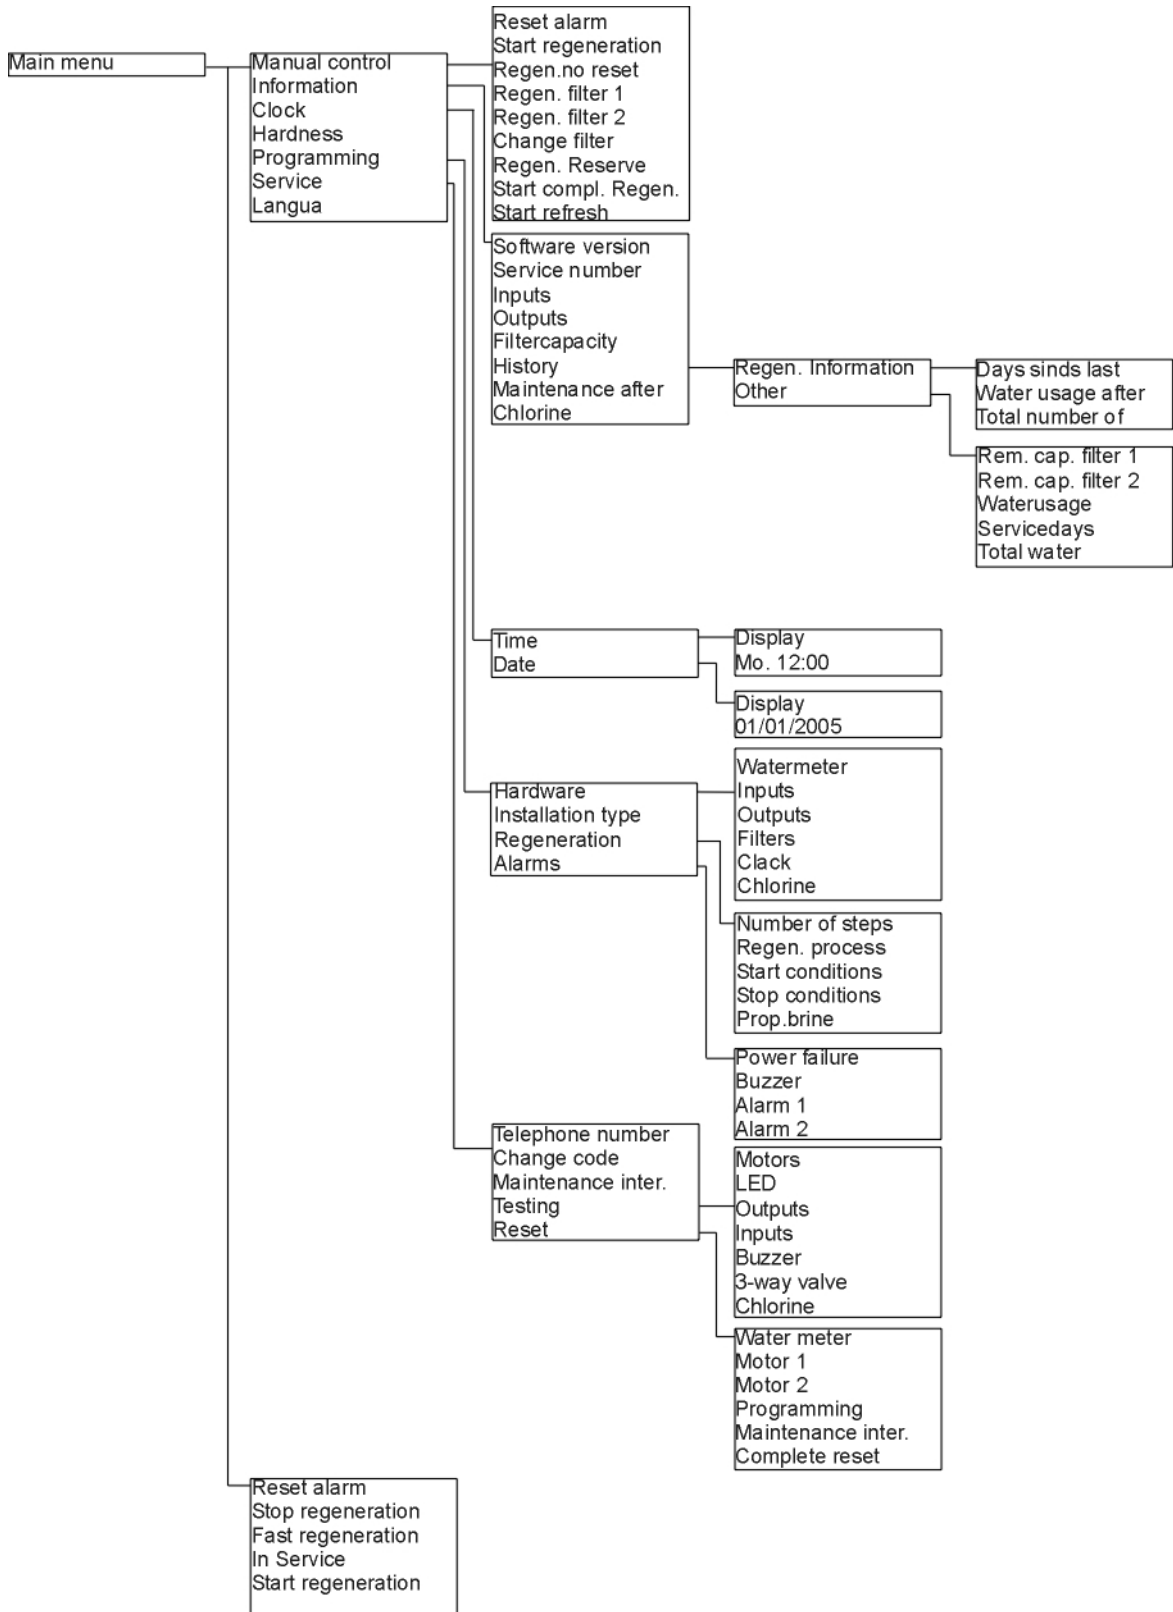 Main menu
Manual control
Information
Clock
Hardness
Programming
Service
Langua
Reset alarm
Start regeneration
Regen.no reset
Regen. filter 1
Regen. filter 2
Change filter
Regen. Reserve
Start compl. Regen.
Start refresh
Software version
Service number
Inputs
Outputs
Filtercapacity
History
Maintenance after
Chlorine
Regen. Information
Other
Days sinds last
Water usage after
Total number of
Rem. cap. filter 1
Rem. cap. filter 2
Waterusage
Servicedays
Total water
Time
Date
Display
Mo. 12:00
Display
01/01/2005
Hardware
Installation type
Regeneration
Alarms
Watermeter
Inputs
Outputs
Filters
Clack
Chlorine
Number of steps
Regen. process
Start conditions
Stop conditions
Prop.brine
Power failure
Buzzer
Alarm 1
Alarm 2
Telephone number
Change code
Maintenance inter.
Testing
Reset
Motors
LED
Outputs
Inputs
Buzzer
3-way valve
Chlorine
Water meter
Motor 1
Motor 2
Programming
Maintenance inter.
Complete reset
Reset alarm
Stop regeneration
Fast regeneration
In Service
Start regeneration